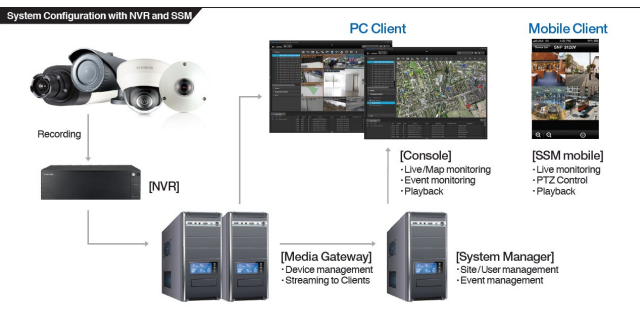 System Configuration with NVR and SSM
PC Client
Mobile Client
SNP 3120V
Recording
[NVR]
[Console]
·Live/Map monitoring
·Event monitoring
·Playback
[SSM mobile]
·Live monitoring
·PTZ Control
·Playback
[Media Gateway]
·Device management
·Streaming to Clients
[System Manager]
·Site/User management
·Event management